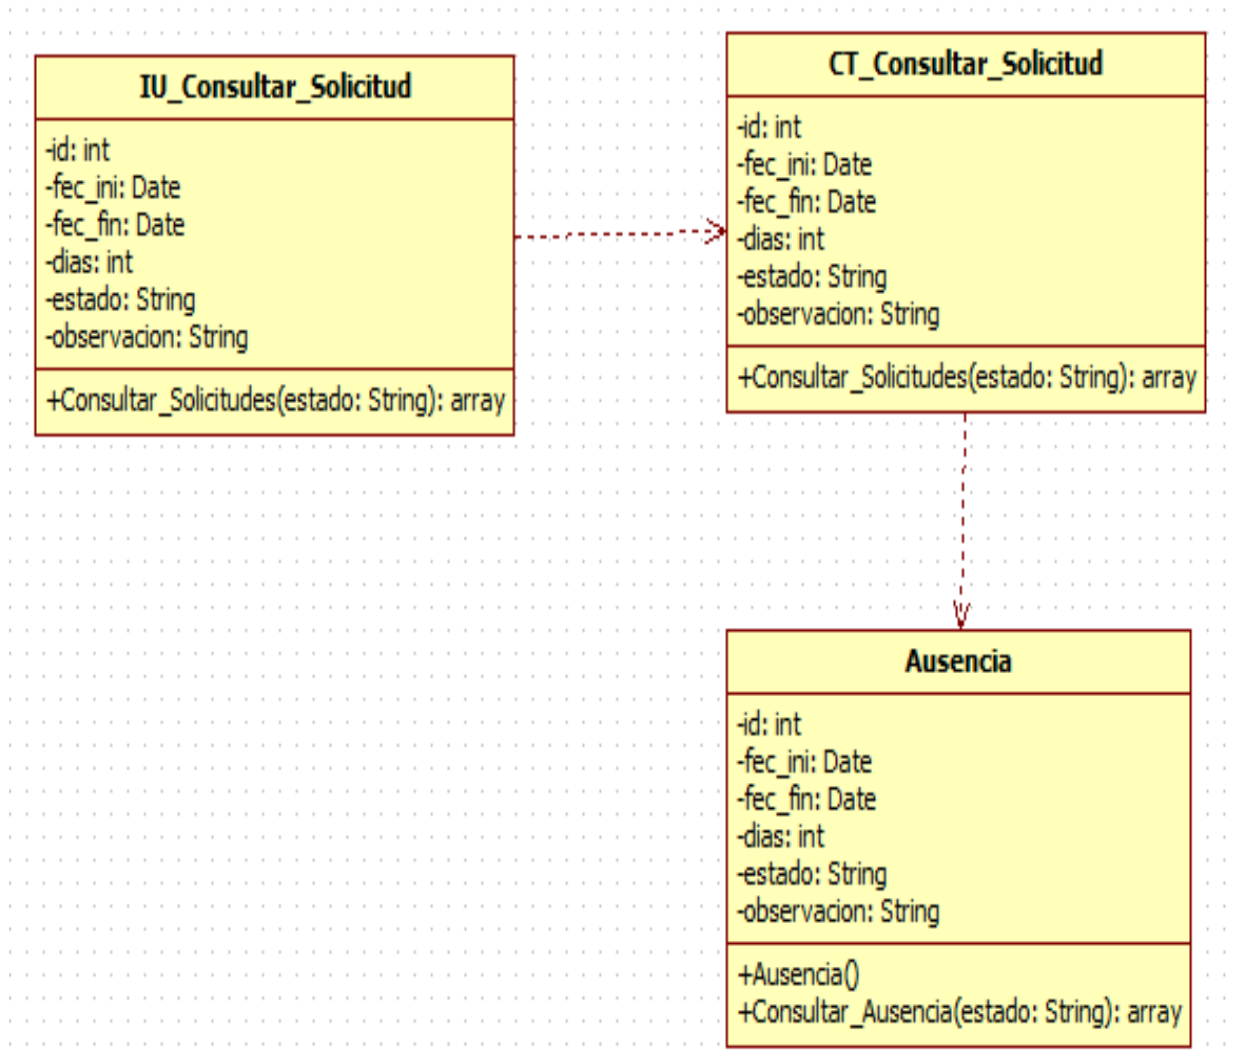 IU_Consultar_Solicitud
-id: int
-fec_ini: Date
-fec_fin: Date
-dias: int
-estado: String
-observacion: String
+Consultar_Solicitudes(estado: String): array
CT_Consultar_Solicitud
-id: int
-fec_ini: Date
-fec_fin: Date
-dias: int
-estado: String
-observacion: String
+Consultar_Solicitudes(estado: String): array
Ausencia
-id: int
-fec_ini: Date
-fec_fin: Date
-dias: int
-estado: String
-observacion: String
+Ausencia()
+Consultar_Ausencia(estado: String): array